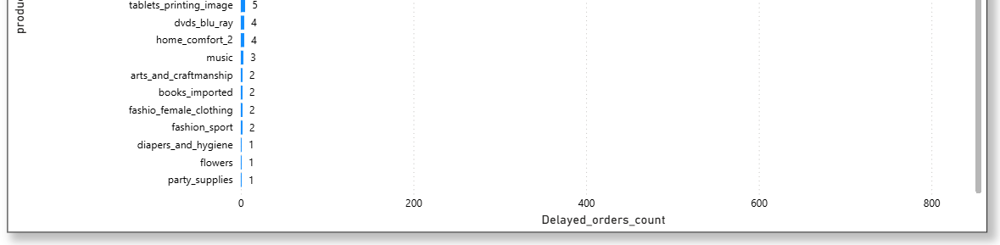 produc
tablets_printing_image 5
dvds_blu_ray 4
home_comfort_2 4
music 3
arts_and_craftmanship 2
books_imported 2
fashio_female_clothing 2
fashion_sport 2
diapers_and_hygiene 1
flowers 1
party_supplies 1
0 200 400 600 800
Delayed_orders_count